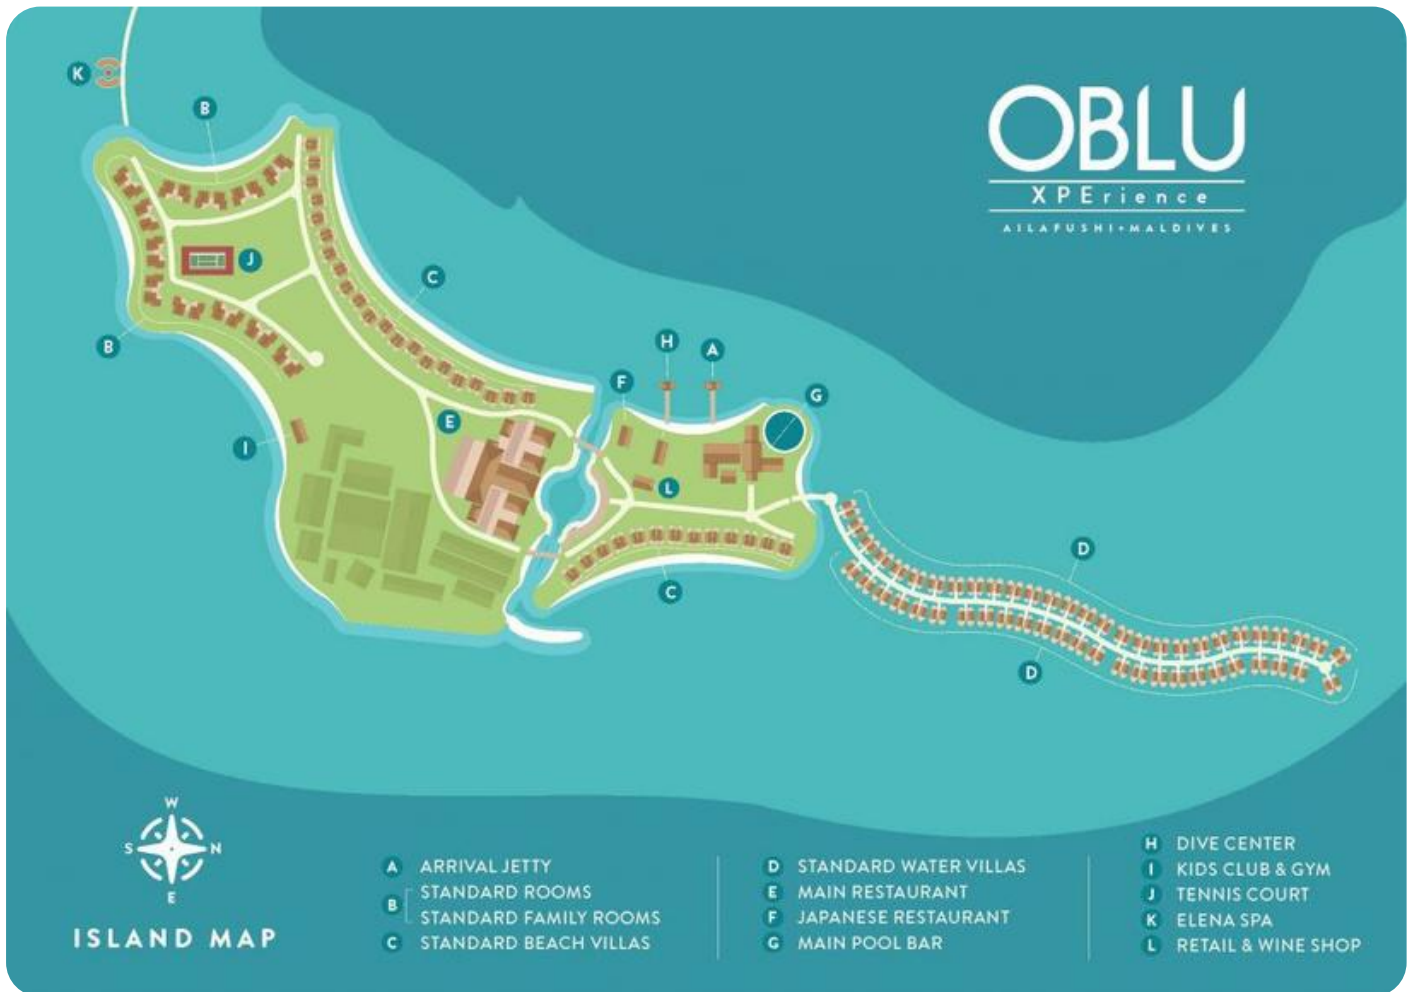 K
B
OBLU
XPErience
AILAFUSHI•MALDIVES
J
C
B
H
A
F
G
E
I
L
D
C
D
W
S
N
E
ISLAND MAP
A ARRIVAL JETTY
B STANDARD ROOMS
STANDARD FAMILY ROOMS
C STANDARD BEACH VILLAS
D STANDARD WATER VILLAS
E MAIN RESTAURANT
F JAPANESE RESTAURANT
G MAIN POOL BAR
H DIVE CENTER
I KIDS CLUB & GYM
J TENNIS COURT
K ELENA SPA
L RETAIL & WINE SHOP